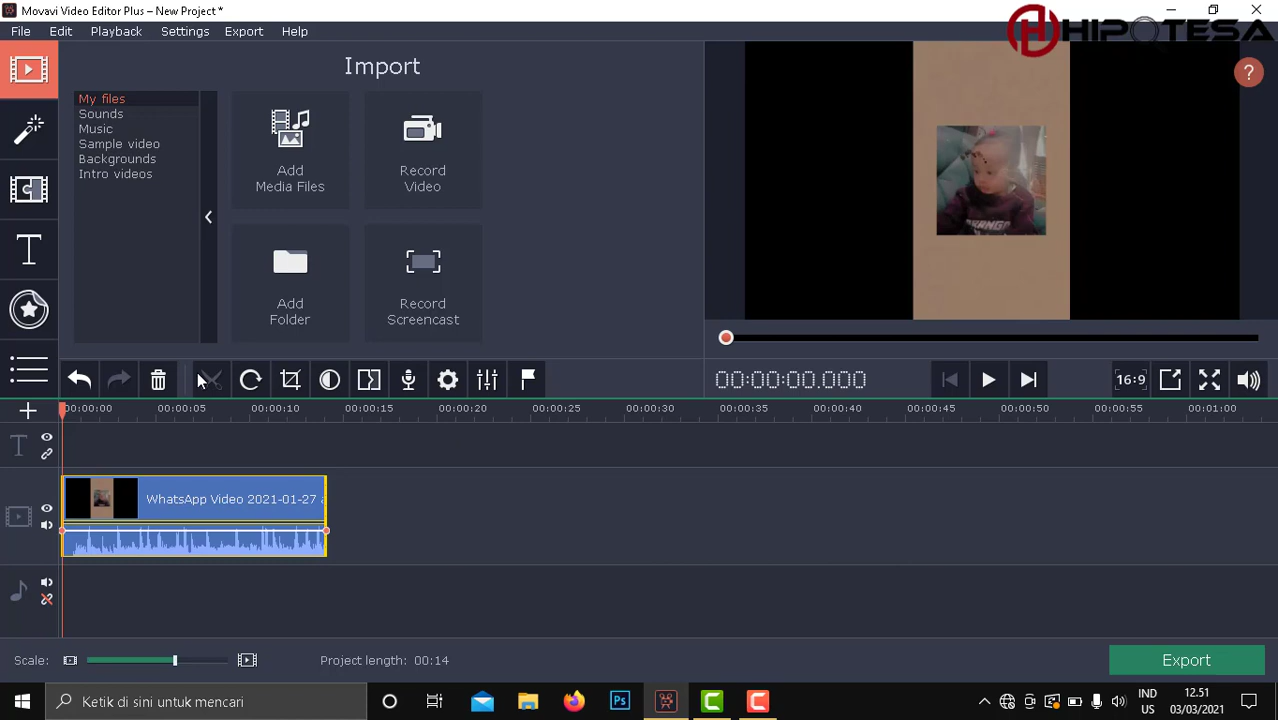 Movavi Video Editor Plus – New Project *
File Edit Playback Settings Export Help
HIPOTESA
Import
My files
Sounds
Music
Sample video
Backgrounds
Intro videos
Add
Media Files
Record
Video
Add
Folder
Record
Screencast
?
00:00:00.000
16:9
00:00:00 00:00:05 00:00:10 00:00:15 00:00:20 00:00:25 00:00:30 00:00:35 00:00:40 00:00:45 00:00:50 00:00:55 00:01:00
T
WhatsApp Video 2021-01-27
Scale:
Project length: 00:14
Export
Ketik di sini untuk mencari
Ps
IND
US
12.51
03/03/2021